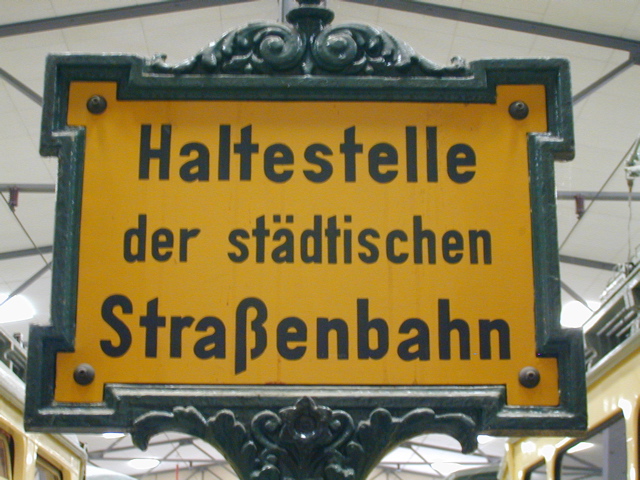 Haltestelle
der städtischen
Straßenbahn